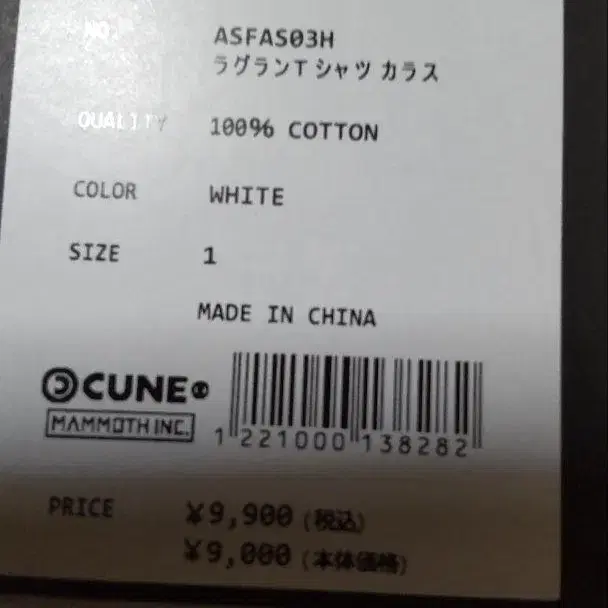 NO. ASFAS03H
ラグランTシャツ カラス
QUALITY 100% COTTON
COLOR WHITE
SIZE 1
MADE IN CHINA
CUNE
MAMMOTH INC.
1 221000 138282
PRICE ¥9,900 (税込)
¥9,000 (本体価格)